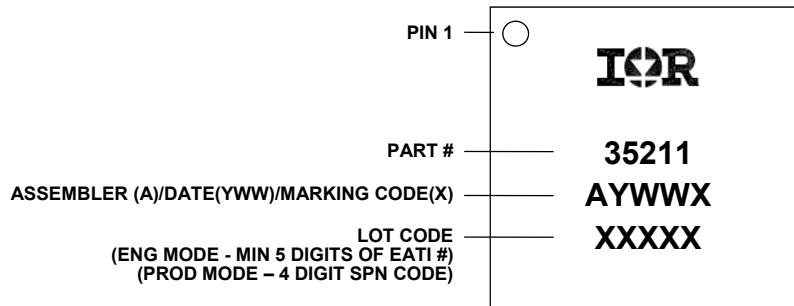 PIN 1
IOR
PART #
35211
ASSEMBLER (A)/DATE(YWW)/MARKING CODE(X)
AYWWX
LOT CODE
(ENG MODE - MIN 5 DIGITS OF EATI #)
(PROD MODE – 4 DIGIT SPN CODE)
XXXXX